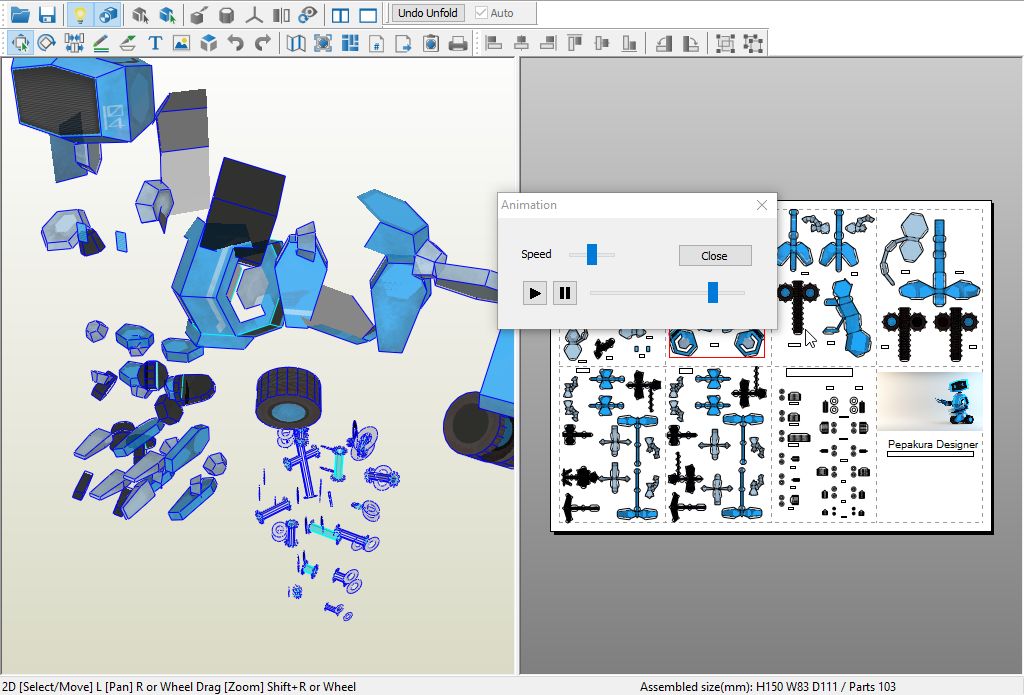 Undo Unfold
Auto
104
Animation
Speed
Close
Pepakura Designer
2D [Select/Move] L [Pan] R or Wheel Drag [Zoom] Shift+R or Wheel
Assembled size(mm): H150 W83 D111 / Parts 103